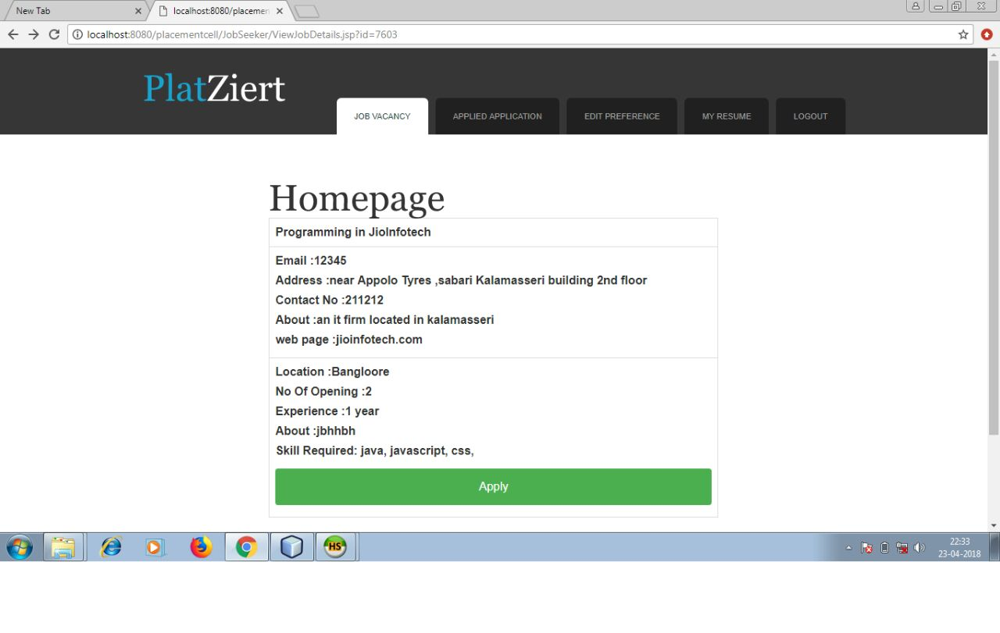 New Tab
localhost:8080/placemen
localhost:8080/placementcell/JobSeeker/ViewJobDetails.jsp?id=7603
PlatZiert
JOB VACANCY
APPLIED APPLICATION
EDIT PREFERENCE
MY RESUME
LOGOUT
Homepage
Programming in JioInfotech
Email :12345
Address :near Appolo Tyres ,sabari Kalamasseri building 2nd floor
Contact No :211212
About :an it firm located in kalamasseri
web page :jioinfotech.com
Location :Bangloore
No Of Opening :2
Experience :1 year
About :jbhhbh
Skill Required: java, javascript, css,
Apply
HS
22:33
23-04-2018